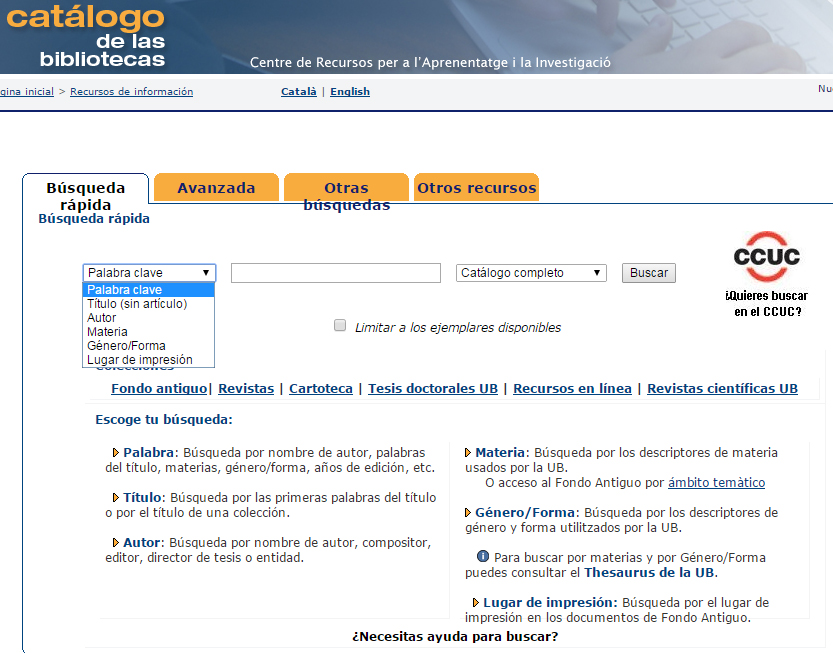 catálogo
de las
bibliotecas
Centre de Recursos per a l'Aprenentatge i la Investigació
gina inicial > Recursos de información
Català | English
Nu
Búsqueda
rápida
Avanzada
Otras
búsquedas
Otros recursos
Búsqueda rápida
Palabra clave
Catálogo completo
Buscar
Palabra clave
Título (sin artículo)
Autor
Materia
Género/Forma
Lugar de impresión
CCUC
¿Quieres buscar
en el CCUC?
Limitar a los ejemplares disponibles
Colecciones
Fondo antiguo| Revistas | Cartoteca | Tesis doctorales UB | Recursos en línea | Revistas científicas UB
Escoge tu búsqueda:
Palabra: Búsqueda por nombre de autor, palabras
del título, materias, género/forma, años de edición, etc.
Título: Búsqueda por las primeras palabras del título
o por el título de una colección.
Autor: Búsqueda por nombre de autor, compositor,
editor, director de tesis o entidad.
Materia: Búsqueda por los descriptores de materia
usados por la UB.
O acceso al Fondo Antiguo por ámbito temàtico
Género/Forma: Búsqueda por los descriptores de
género y forma utilitzados por la UB.
Para buscar por materias y por Género/Forma
puedes consultar el Thesaurus de la UB.
Lugar de impresión: Búsqueda por el lugar de
impresión en los documentos de Fondo Antiguo.
¿Necesitas ayuda para buscar?